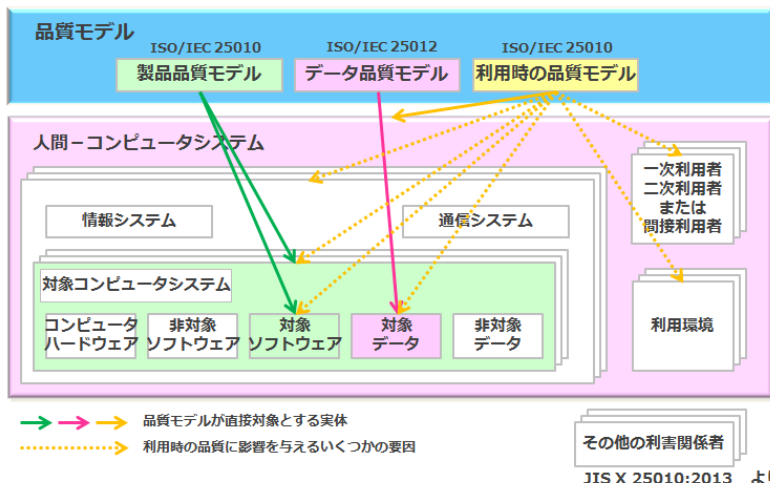 品質モデル
ISO/IEC 25010
ISO/IEC 25012
ISO/IEC 25010
製品品質モデル
データ品質モデル
利用時の品質モデル
人間－コンピュータシステム
情報システム
通信システム
対象コンピュータシステム
コンピュータ
ハードウェア
非対象
ソフトウェア
対象
ソフトウェア
対象
データ
非対象
データ
一次利用者
二次利用者
または
間接利用者
利用環境
品質モデルが直接対象とする実体
利用時の品質に影響を与えるいくつかの要因
その他の利害関係者
JIS X 25010:2013 より